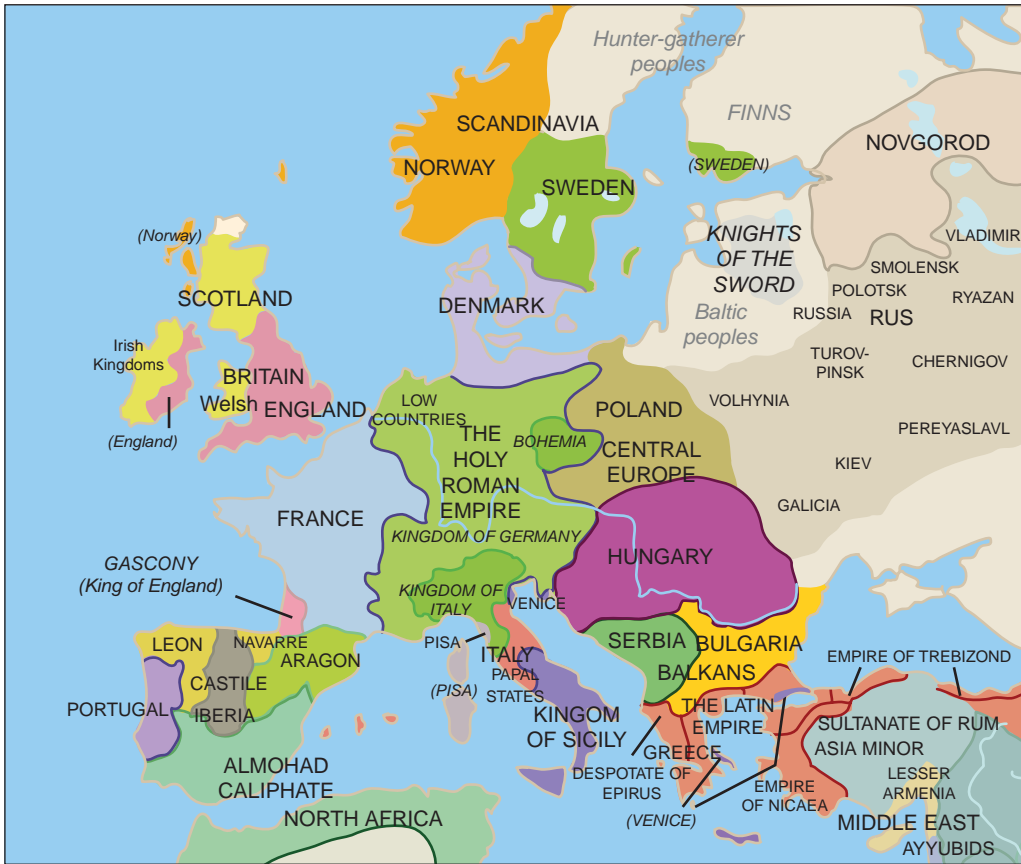 Hunter-gatherer
peoples
FINNS
SCANDINAVIA
NOVGOROD
NORWAY
(SWEDEN)
SWEDEN
(Norway)
KNIGHTS
OF THE
SWORD
VLADIMIR
SMOLENSK
SCOTLAND
DENMARK
POLOTSK
RYAZAN
Baltic
peoples
RUSSIA
RUS
Irish
Kingdoms
TUROV-
PINSK
CHERNIGOV
BRITAIN
Welsh
ENGLAND
LOW
COUNTRIES
VOLHYNIA
POLAND
(England)
THE
HOLY
ROMAN
EMPIRE
BOHEMIA
CENTRAL
EUROPE
PEREYASLAVL
KIEV
GALICIA
FRANCE
KINGDOM OF GERMANY
GASCONY
(King of England)
HUNGARY
KINGDOM OF
ITALY
VENICE
LEON
NAVARRE
ARAGON
PISA
ITALY
SERBIA
BULGARIA
BALKANS
EMPIRE OF TREBIZOND
CASTILE
(PISA)
PAPAL
STATES
PORTUGAL
IBERIA
KINGOM
OF SICILY
THE LATIN
EMPIRE
SULTANATE OF RUM
ASIA MINOR
GREECE
ALMOHAD
CALIPHATE
DESPOTATE OF
EPIRUS
EMPIRE
OF NICAEA
LESSER
ARMENIA
(VENICE)
NORTH AFRICA
MIDDLE EAST
AYYUBIDS